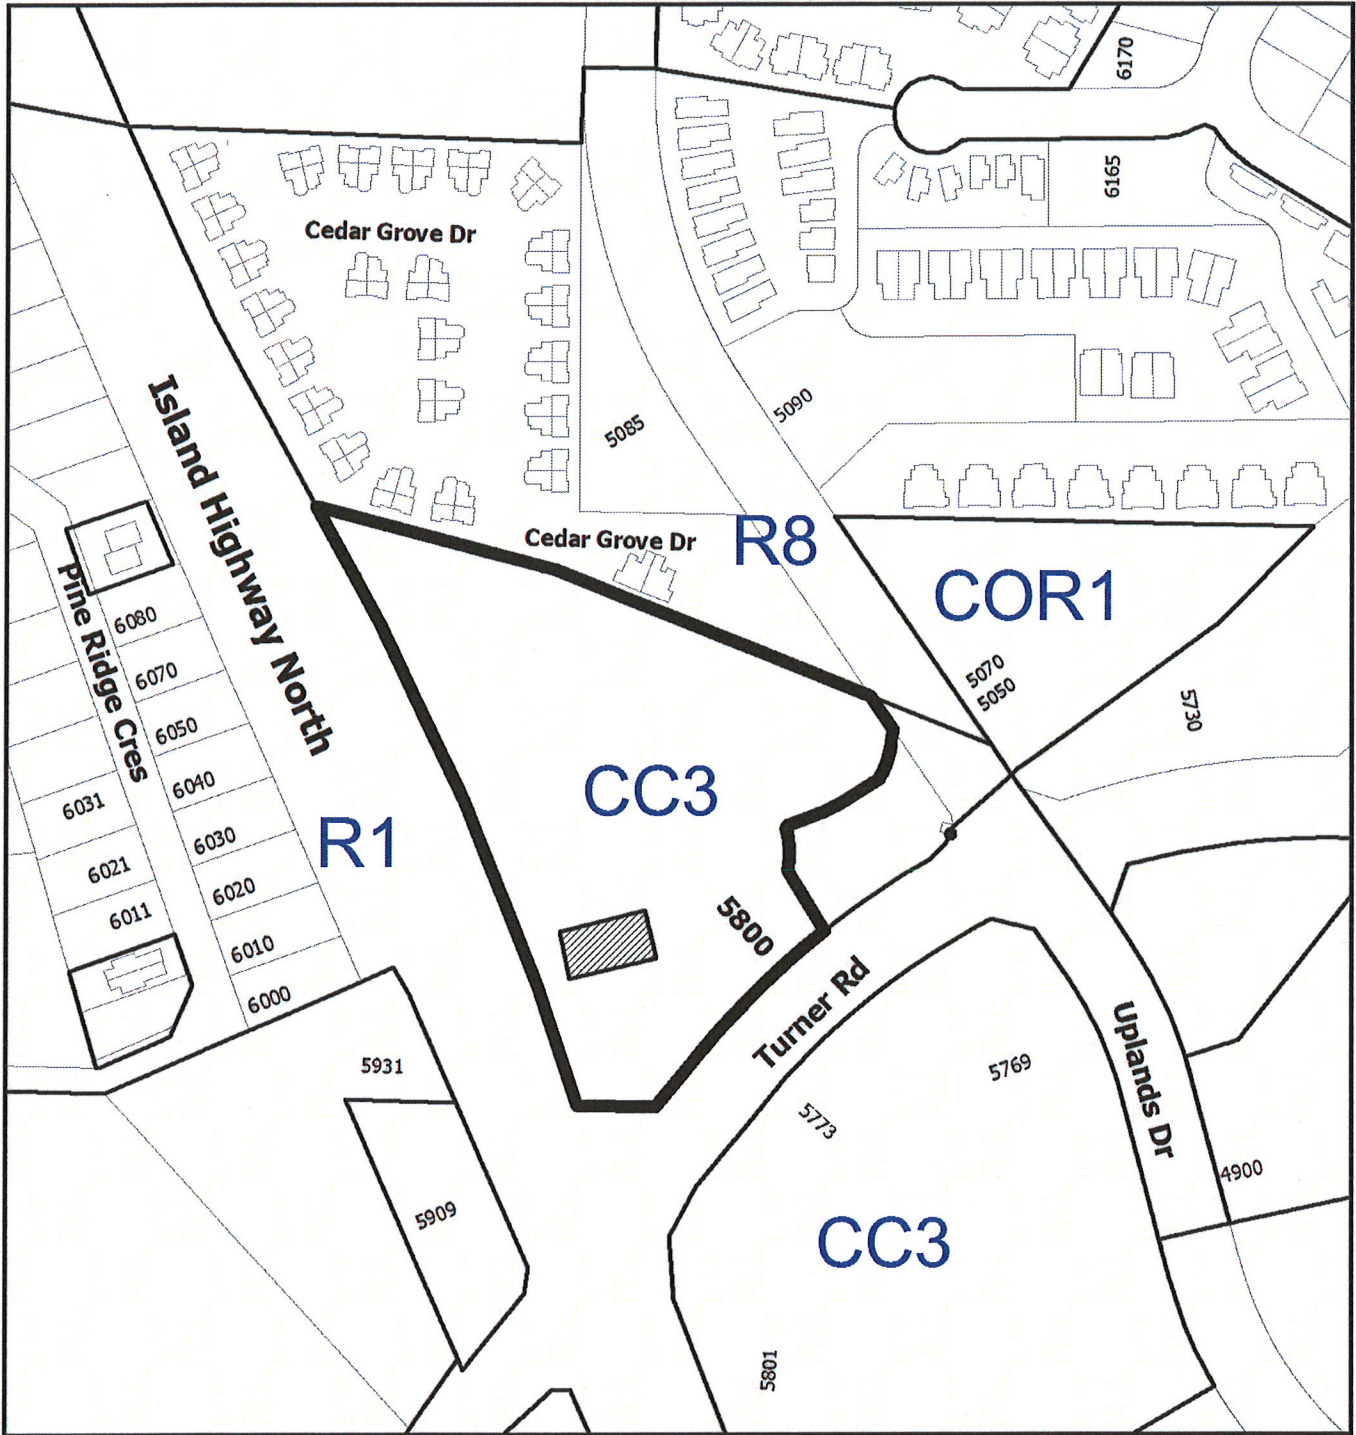 6170
6165
Cedar Grove Dr
Island Highway North
5085
5090
Cedar Grove Dr
R8
COR1
Pine Ridge Cres
6080
6070
6050
6040
6030
6020
6010
6000
6031
6021
6011
5070
5050
5730
CC3
R1
5800
Turner Rd
Uplands Dr
5931
5909
5769
5773
4900
CC3
5801